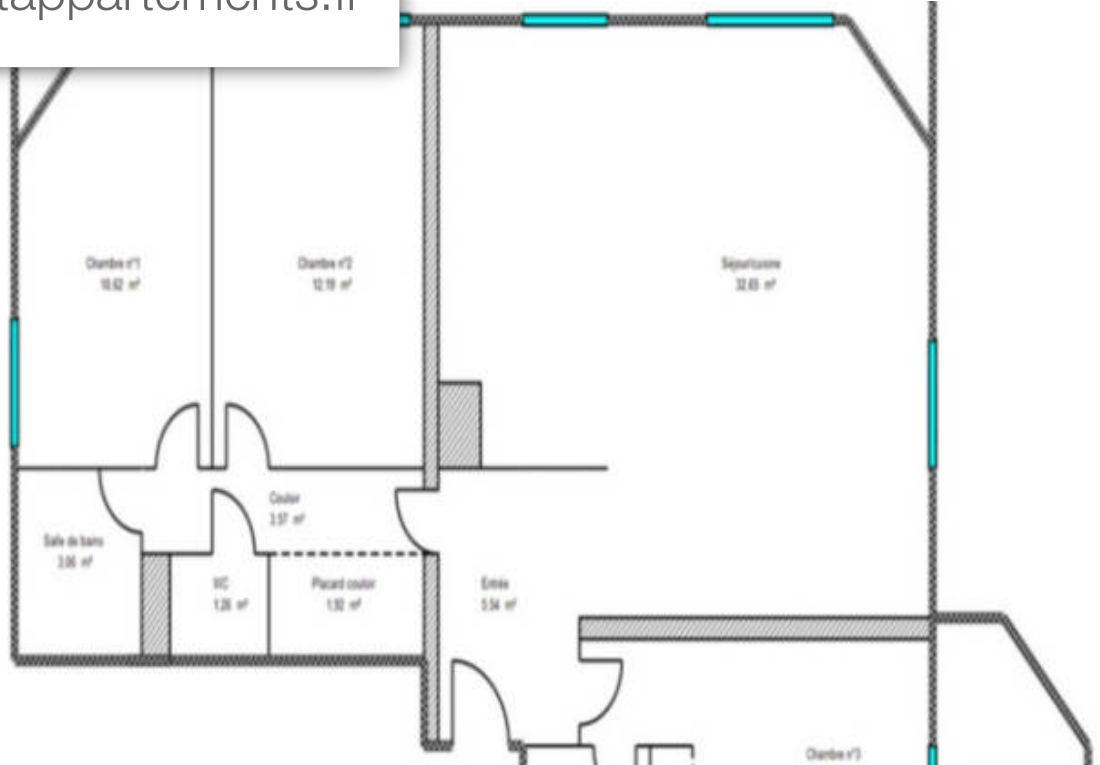 tappartements.fr
Chambre n°1
10.62 m²
Chambre n°2
12.19 m²
Séjour/cuisine
32.65 m²
Couloir
3.57 m²
Salle de bains
3.06 m²
WC
1.26 m²
Placard couloir
1.92 m²
Entrée
5.54 m²
Chambre n°3